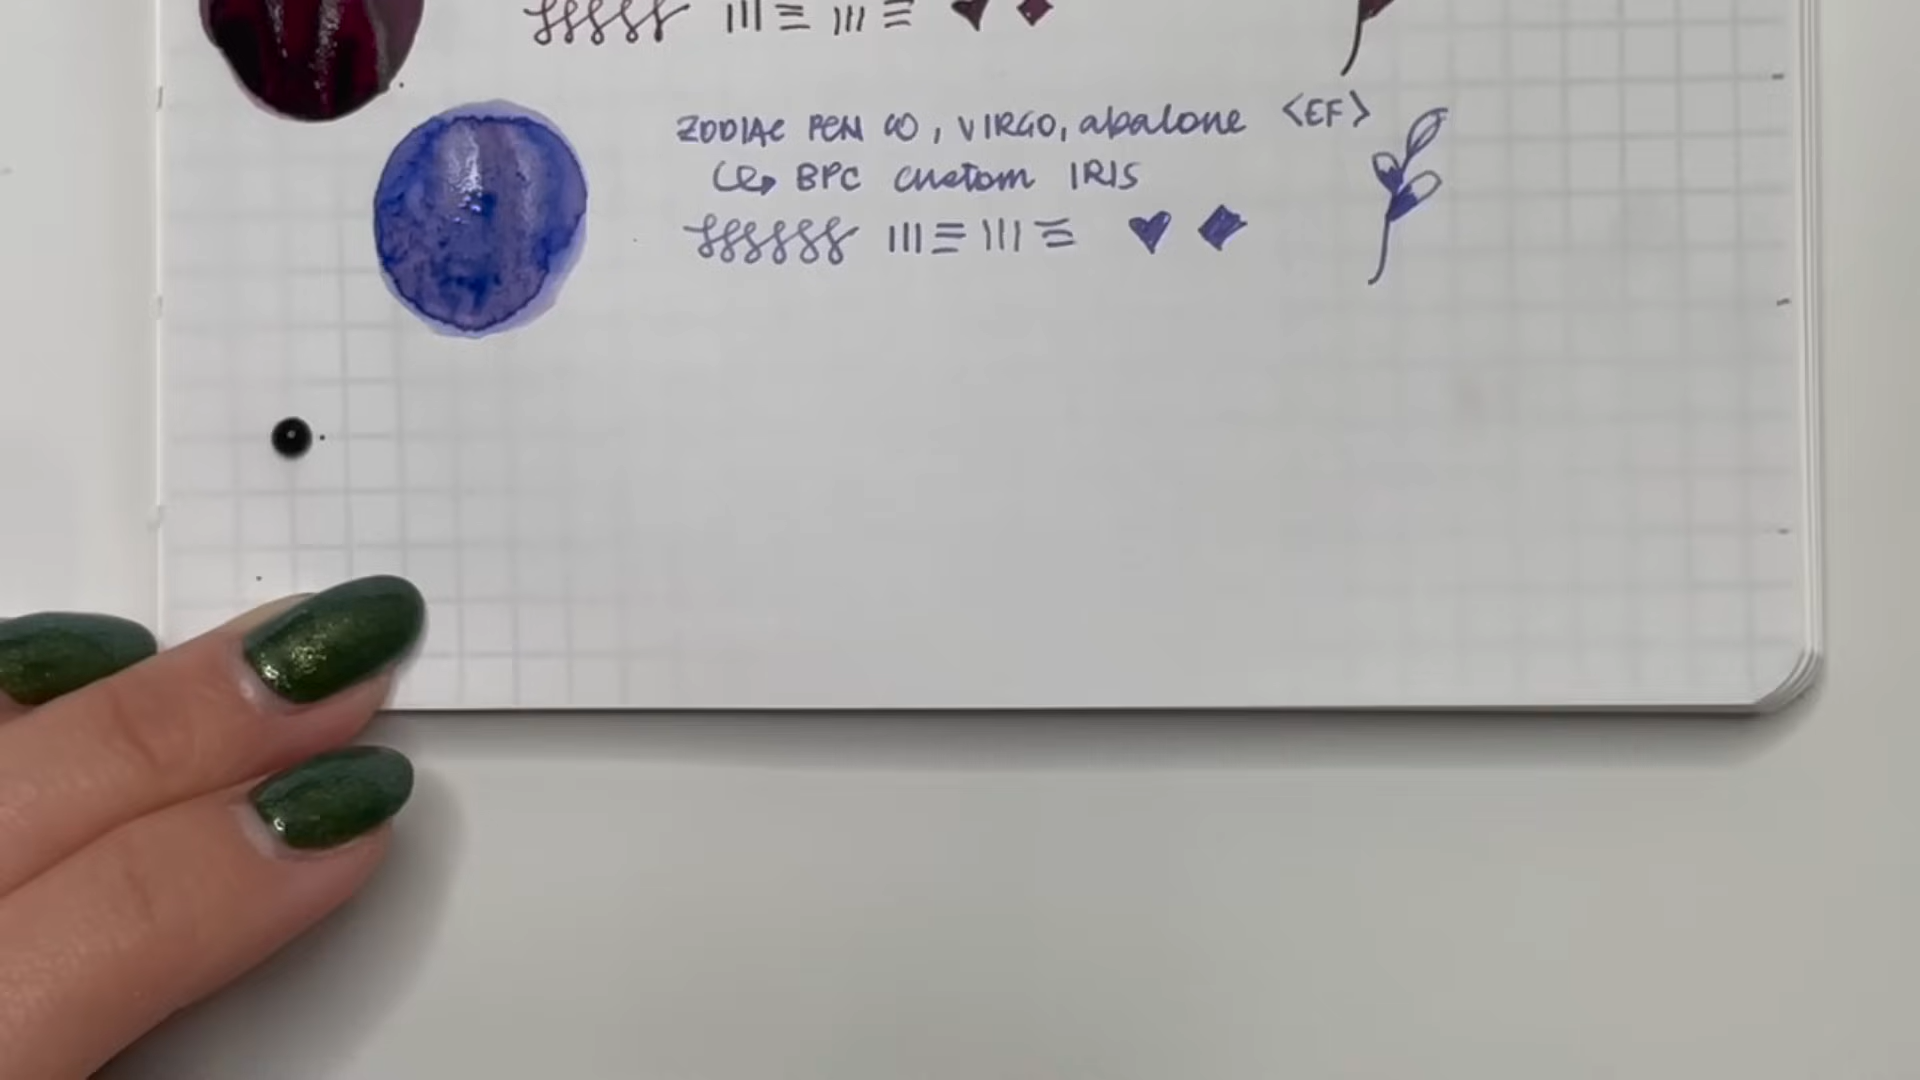 ZODIAC PEN CO, VIRGO, abalone <EF>
BPC custom IRIS